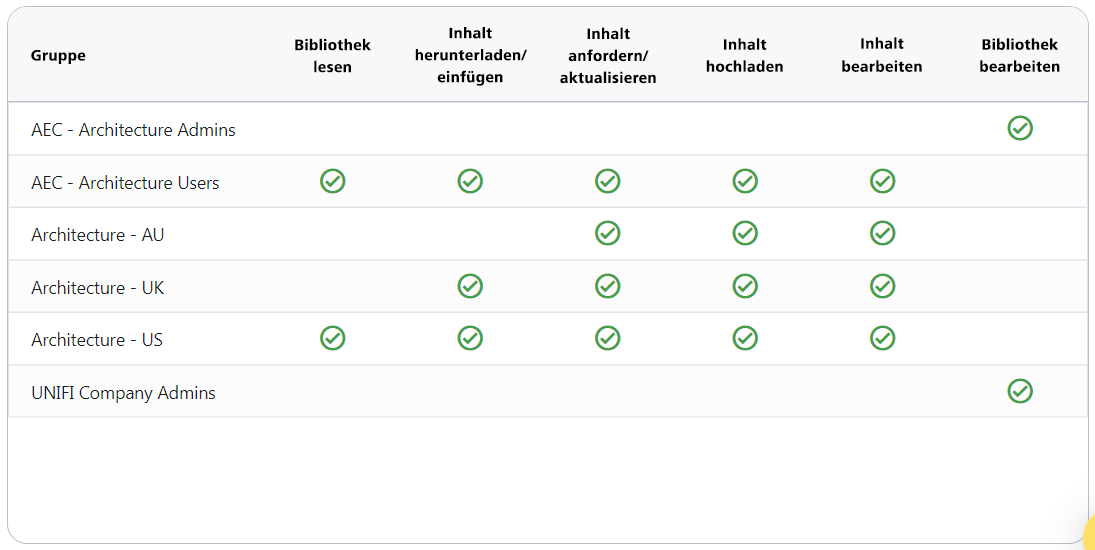 Gruppe
Bibliothek
lesen
Inhalt
herunterladen/
einfügen
Inhalt
anfordern/
aktualisieren
Inhalt
hochladen
Inhalt
bearbeiten
Bibliothek
bearbeiten
AEC - Architecture Admins
AEC - Architecture Users
Architecture - AU
Architecture - UK
Architecture - US
UNIFI Company Admins